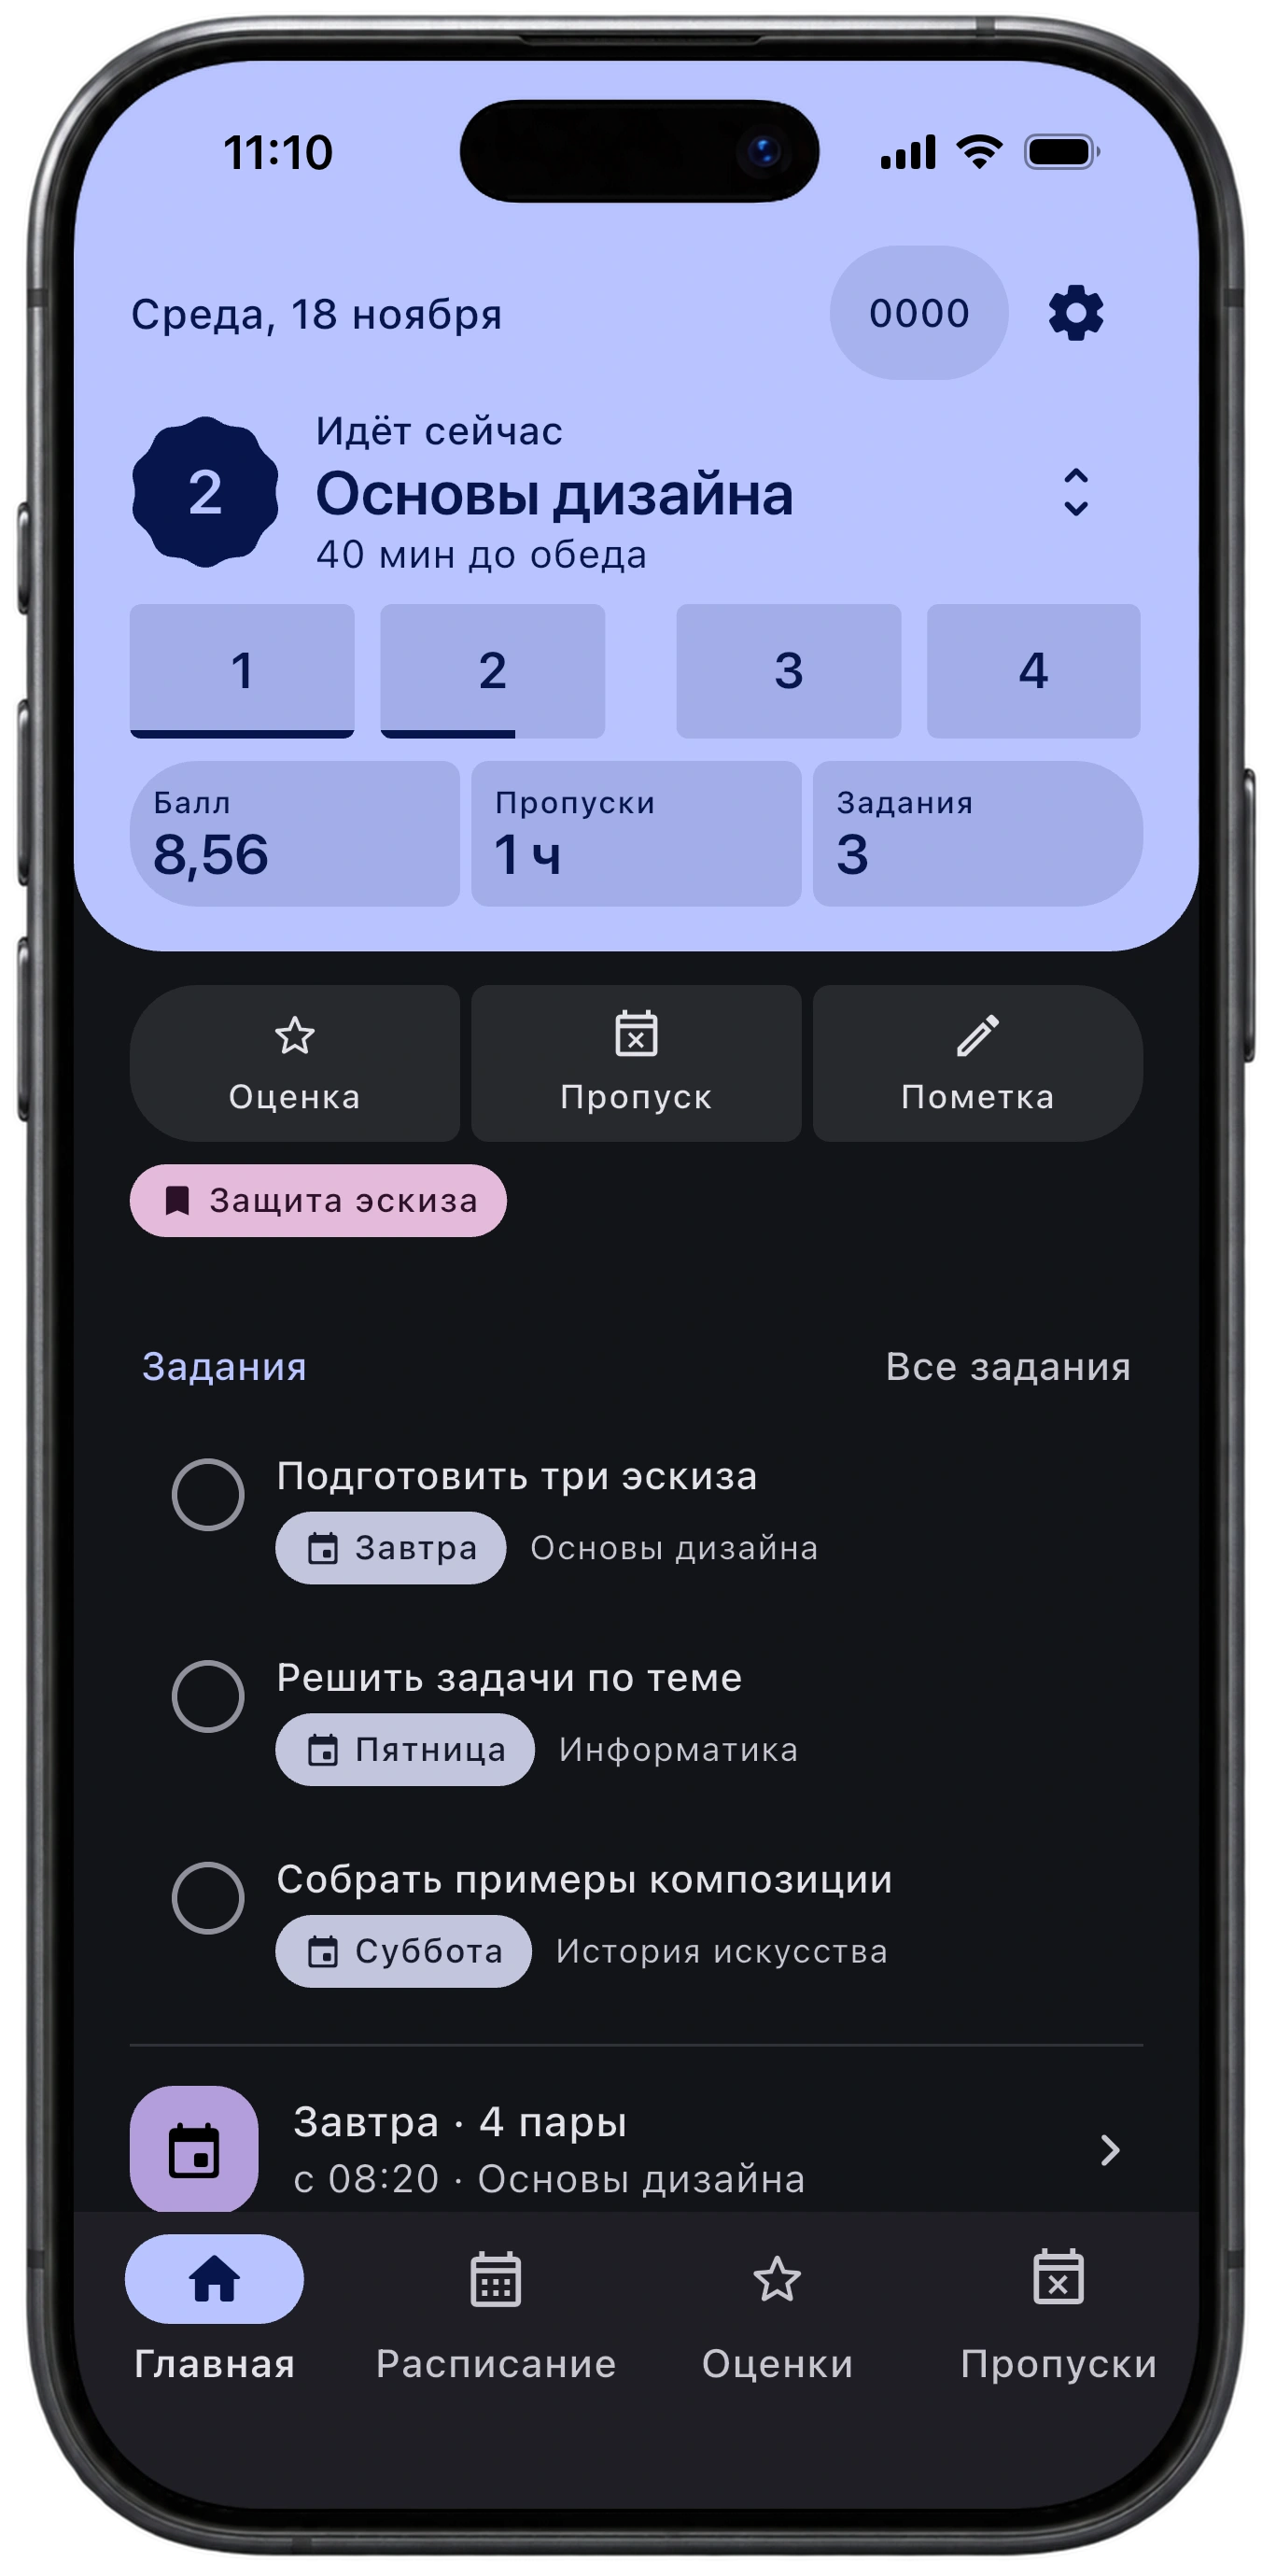 11:10
Среда, 18 ноября
0000
2
Идёт сейчас
Основы дизайна
40 мин до обеда
1 2 3 4
Балл Пропуски Задания
8,56 1 ч 3
Оценка Пропуск Пометка
Защита эскиза
Задания Все задания
Подготовить три эскиза
Завтра Основы дизайна
Решить задачи по теме
Пятница Информатика
Собрать примеры композиции
Суббота История искусства
Завтра · 4 пары
с 08:20 · Основы дизайна
Главная Расписание Оценки Пропуски